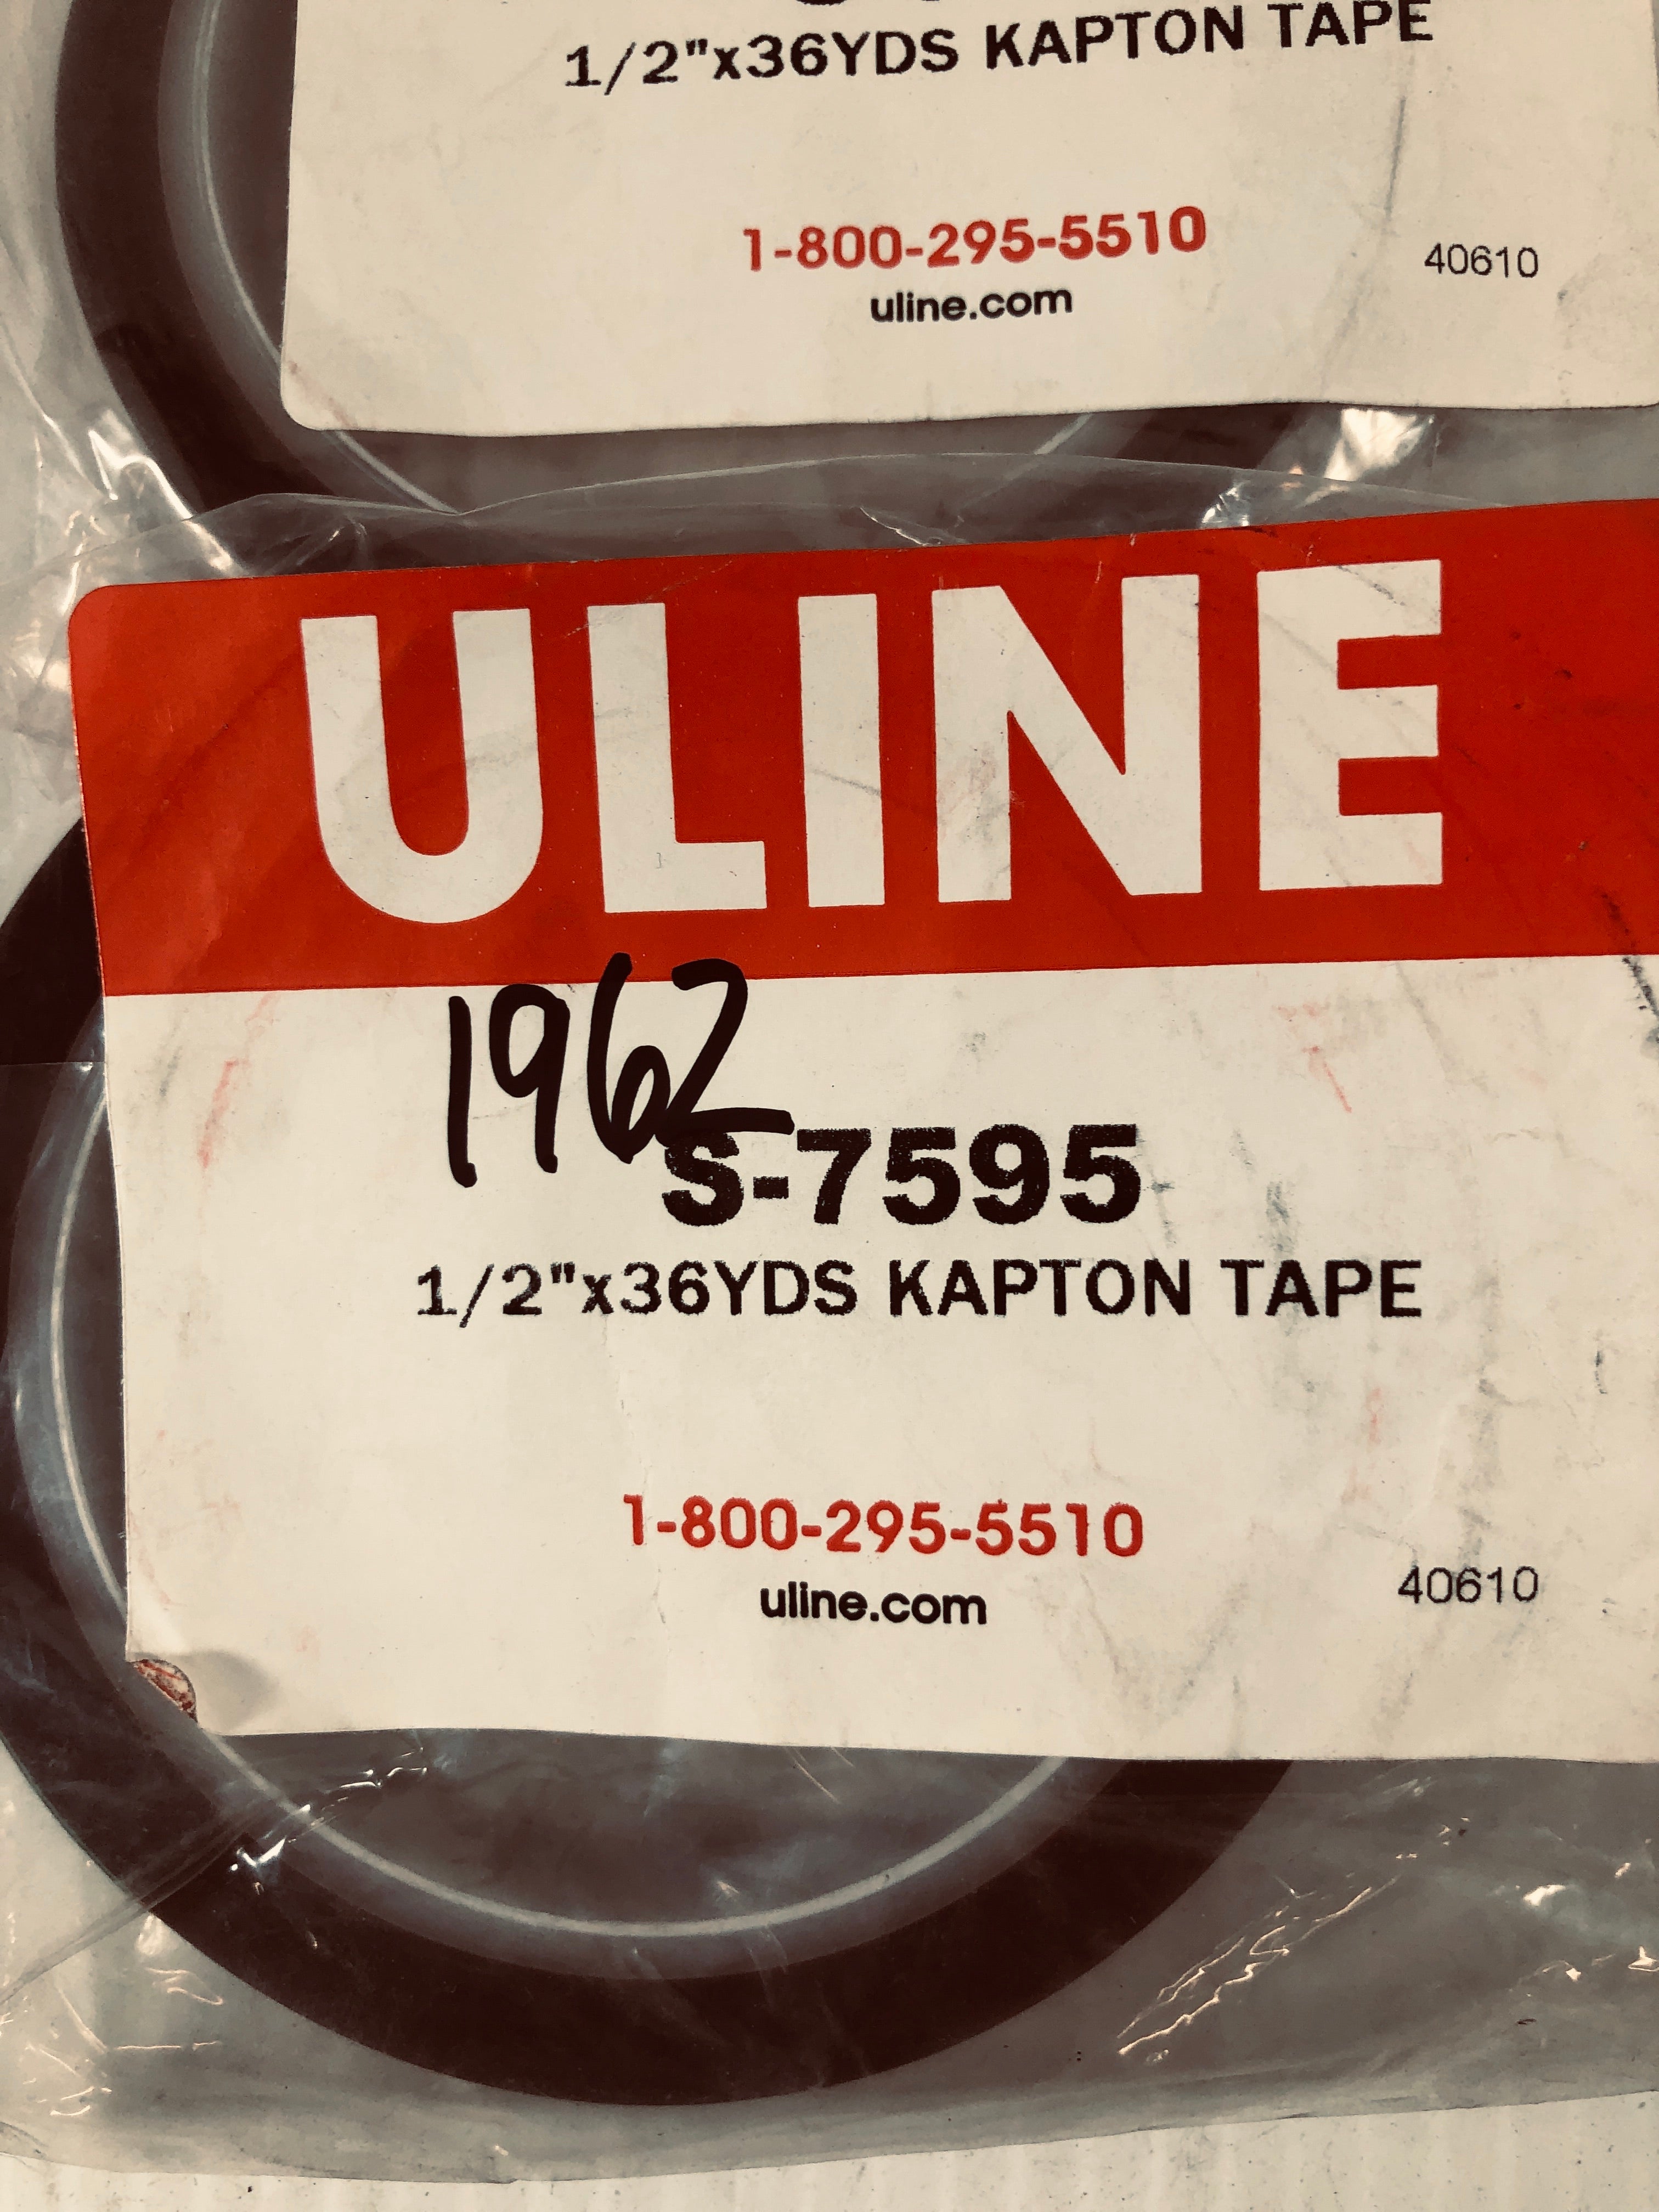 1/2"x36YDS KAPTON TAPE
1-800-295-5510
40610
uline.com
ULINE
1962
S-7595
1/2"x36YDS KAPTON TAPE
1-800-295-5510
40610
uline.com